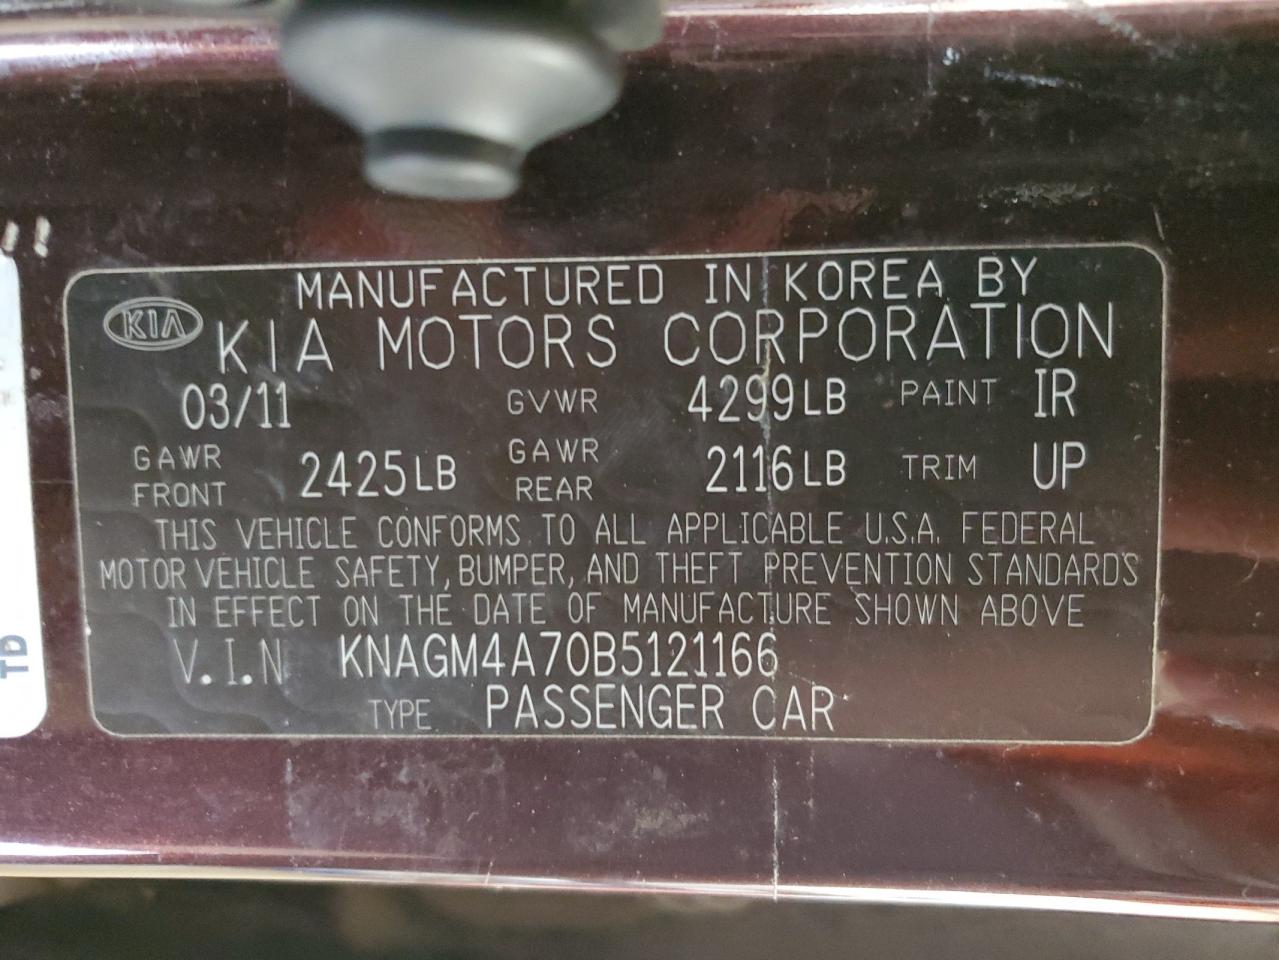 MANUFACTURED IN KOREA BY
KIA KIA MOTORS CORPORATION
03/11 GVWR 4299LB PAINT IR
GAWR FRONT 2425LB GAWR REAR 2116LB TRIM UP
THIS VEHICLE CONFORMS TO ALL APPLICABLE U.S.A. FEDERAL
MOTOR VEHICLE SAFETY, BUMPER, AND THEFT PREVENTION STANDARDS
IN EFFECT ON THE DATE OF MANUFACTURE SHOWN ABOVE
V.I.N KNAGM4A70B5121166
TYPE PASSENGER CAR
TD